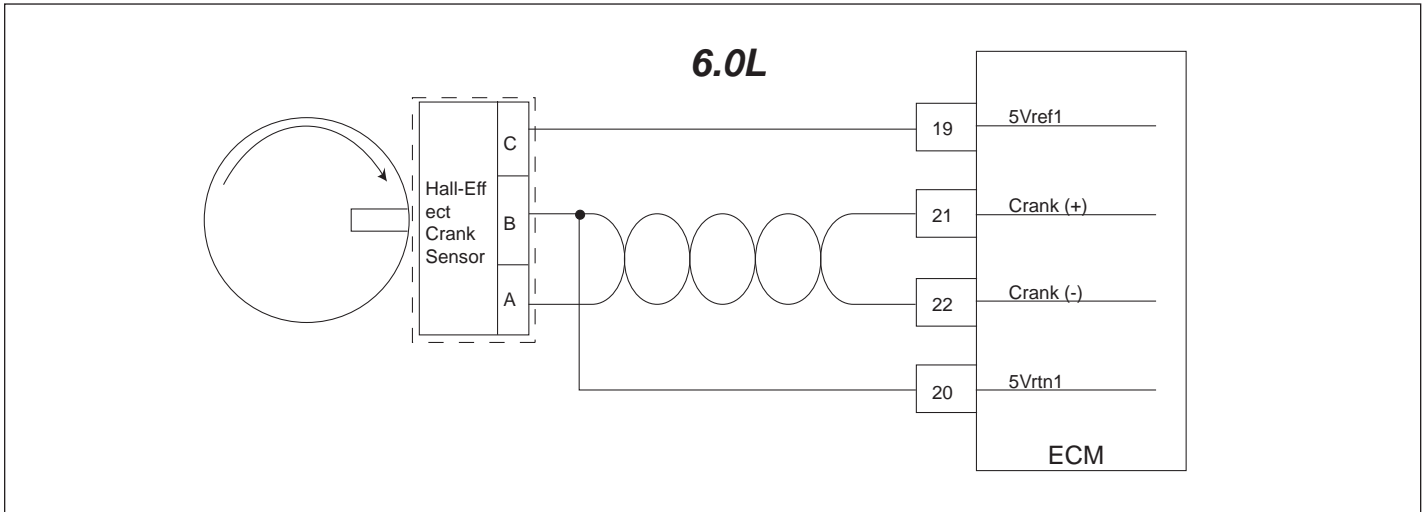 6.0L
Hall-Eff
ect
Crank
Sensor
C
B
A
19
5Vref1
21
Crank (+)
22
Crank (-)
20
5Vrtn1
ECM